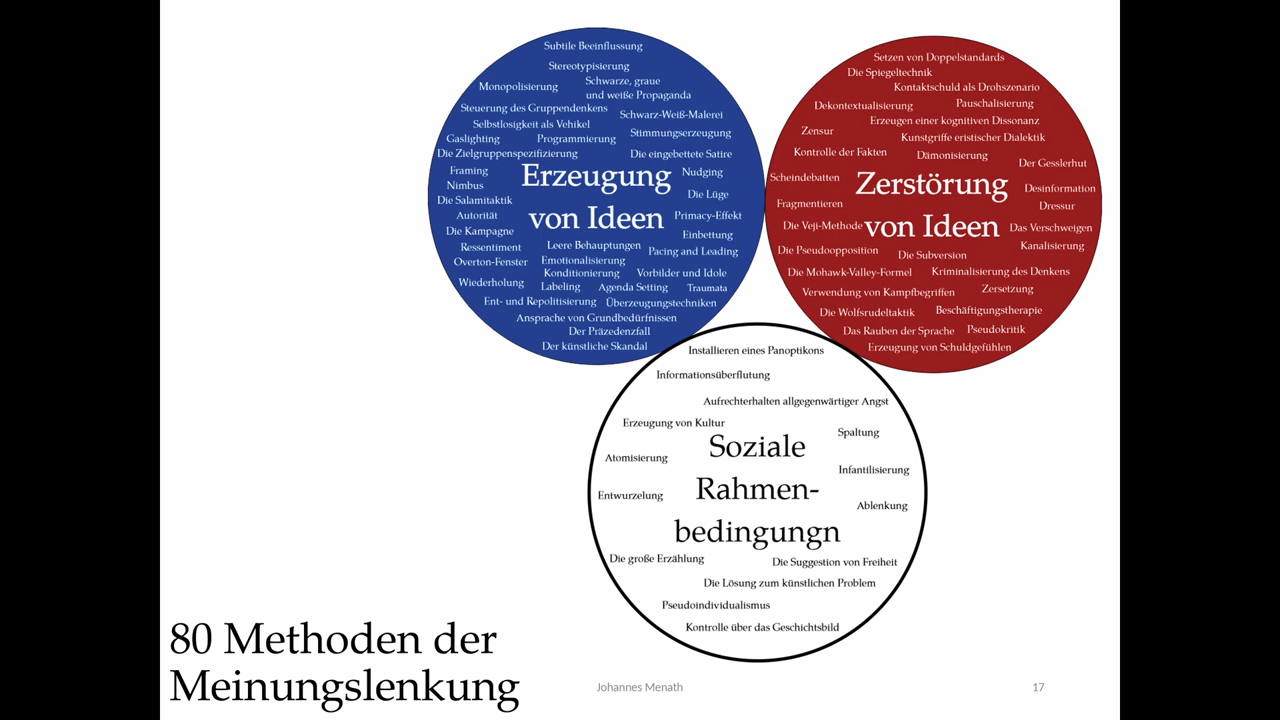 Subtile Beeinflussung
Stereotypisierung
Monopolisierung
Schwarze, graue
und weiße Propaganda
Steuerung des Gruppendenkens
Schwarz-Weiß-Malerei
Selbstlosigkeit als Vehikel
Stimmungserzeugung
Gaslighting
Programmierung
Die Zielgruppenspezifizierung
Die eingebettete Satire
Framing
Nudging
Erzeugung
von Ideen
Nimbus
Die Lüge
Die Salamitaktik
Autorität
Primacy-Effekt
Die Kampagne
Einbettung
Ressentiment
Leere Behauptungen
Pacing and Leading
Overton-Fenster
Emotionalisierung
Konditionierung
Vorbilder und Idole
Wiederholung
Labeling
Agenda Setting
Traumata
Ent- und Repolitisierung
Überzeugungstechniken
Ansprache von Grundbedürfnissen
Der Präzedenzfall
Der künstliche Skandal
Setzen von Doppelstandards
Die Spiegeltechnik
Kontaktschuld als Drohszenario
Dekontextualisierung
Pauschalisierung
Erzeugen einer kognitiven Dissonanz
Zensur
Kunstgriffe eristischer Dialektik
Kontrolle der Fakten
Dämonisierung
Der Gesslerhut
Scheindebatten
Zerstörung
von Ideen
Desinformation
Fragmentieren
Dressur
Die Veji-Methode
Das Verschweigen
Die Pseudoopposition
Die Subversion
Kanalisierung
Die Mohawk-Valley-Formel
Kriminalisierung des Denkens
Verwendung von Kampfbegriffen
Zersetzung
Die Wolfsrudeltaktik
Beschäftigungstherapie
Das Rauben der Sprache
Pseudokritik
Erzeugung von Schuldgefühlen
Installieren eines Panoptikons
Informationsüberflutung
Aufrechterhalten allgegenwärtiger Angst
Erzeugung von Kultur
Spaltung
Soziale
Rahmen-
bedingungn
Atomisierung
Infantilisierung
Entwurzelung
Ablenkung
Die große Erzählung
Die Suggestion von Freiheit
Die Lösung zum künstlichen Problem
Pseudoindividualismus
Kontrolle über das Geschichtsbild
80 Methoden der
Meinungslenkung
Johannes Menath
17